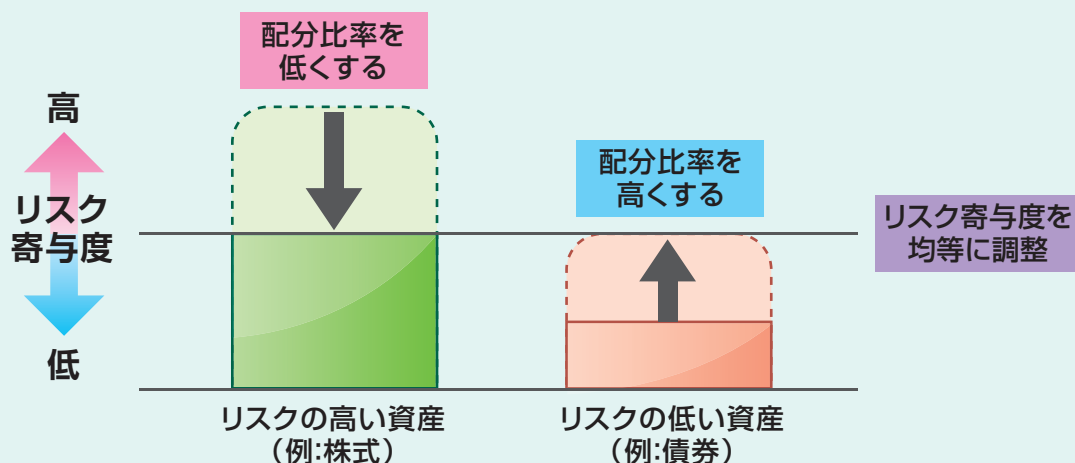 配分比率を
低くする
高
リスク
寄与度
低
配分比率を
高くする
リスク寄与度を
均等に調整
リスクの高い資産
（例:株式）
リスクの低い資産
（例:債券）